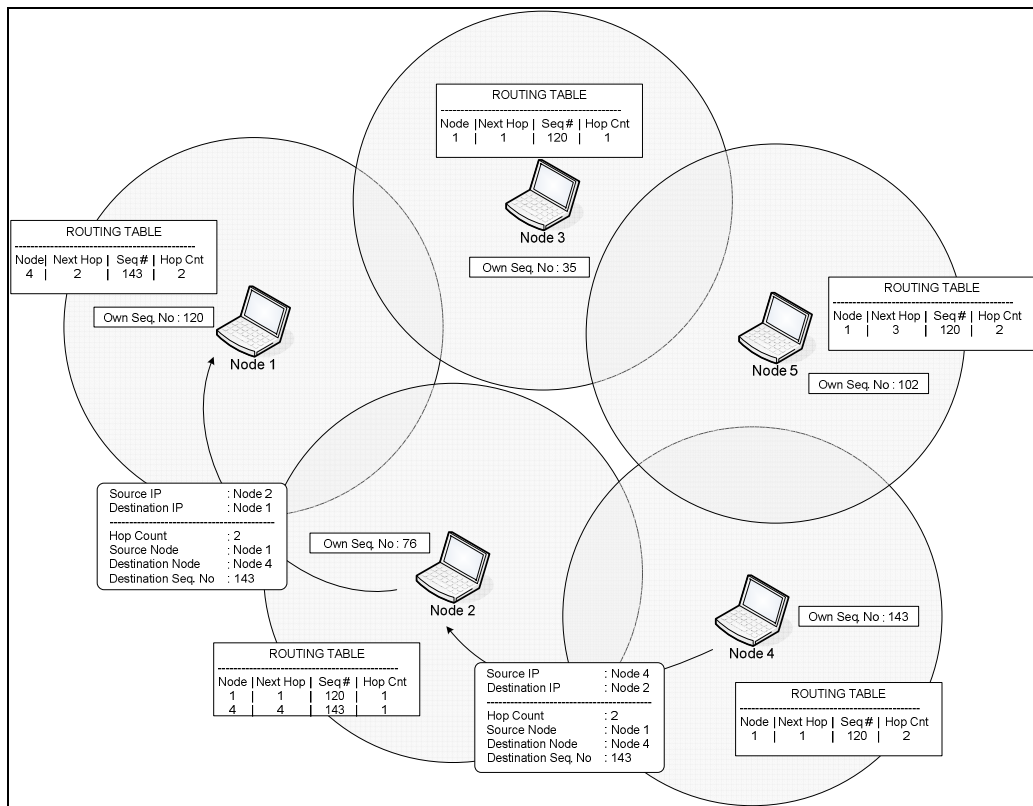 ROUTING TABLE
------------------------------------------------
Node |Next Hop | Seq# | Hop Cnt
1 | 1 | 120 | 1
Node 3
Own Seq. No : 35
ROUTING TABLE
------------------------------------------------
Node| Next Hop | Seq# | Hop Cnt
4 | 2 | 143 | 2
Own Seq. No : 120
Node 1
ROUTING TABLE
------------------------------------------------
Node |Next Hop | Seq# | Hop Cnt
1 | 3 | 120 | 2
Node 5
Own Seq. No : 102
Source IP : Node 2
Destination IP : Node 1
------------------------------------------------
Hop Count : 2
Source Node : Node 1
Destination Node : Node 4
Destination Seq. No : 143
Own Seq. No : 76
Node 2
ROUTING TABLE
------------------------------------------------
Node |Next Hop | Seq# | Hop Cnt
1 | 1 | 120 | 1
4 | 4 | 143 | 1
Own Seq. No : 143
Node 4
Source IP : Node 4
Destination IP : Node 2
------------------------------------------------
Hop Count : 2
Source Node : Node 1
Destination Node : Node 4
Destination Seq. No : 143
ROUTING TABLE
------------------------------------------------
Node |Next Hop | Seq# | Hop Cnt
1 | 1 | 120 | 2